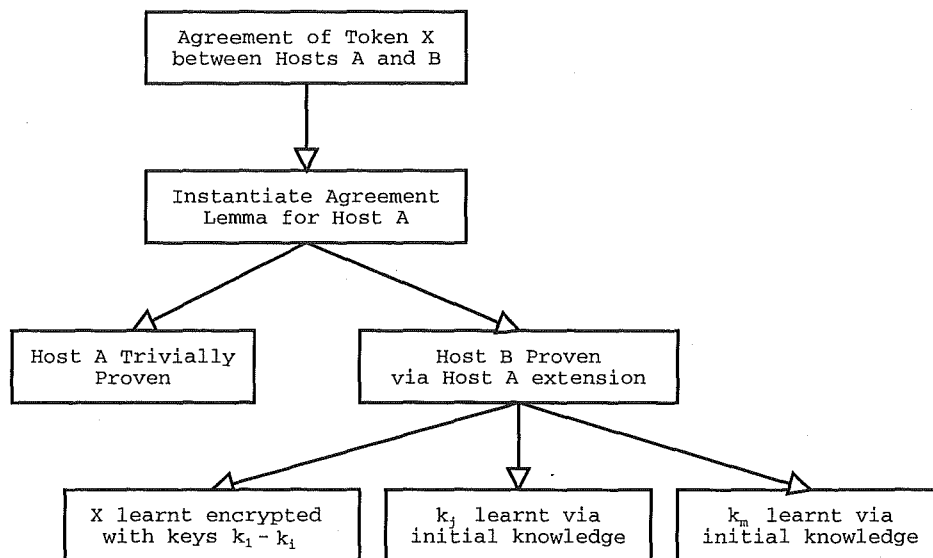 Agreement of Token X
between Hosts A and B
Instantiate Agreement
Lemma for Host A
Host A Trivially
Proven
Host B Proven
via Host A extension
X learnt encrypted
with keys k₁ - kᵢ
kⱼ learnt via
initial knowledge
kₘ learnt via
initial knowledge